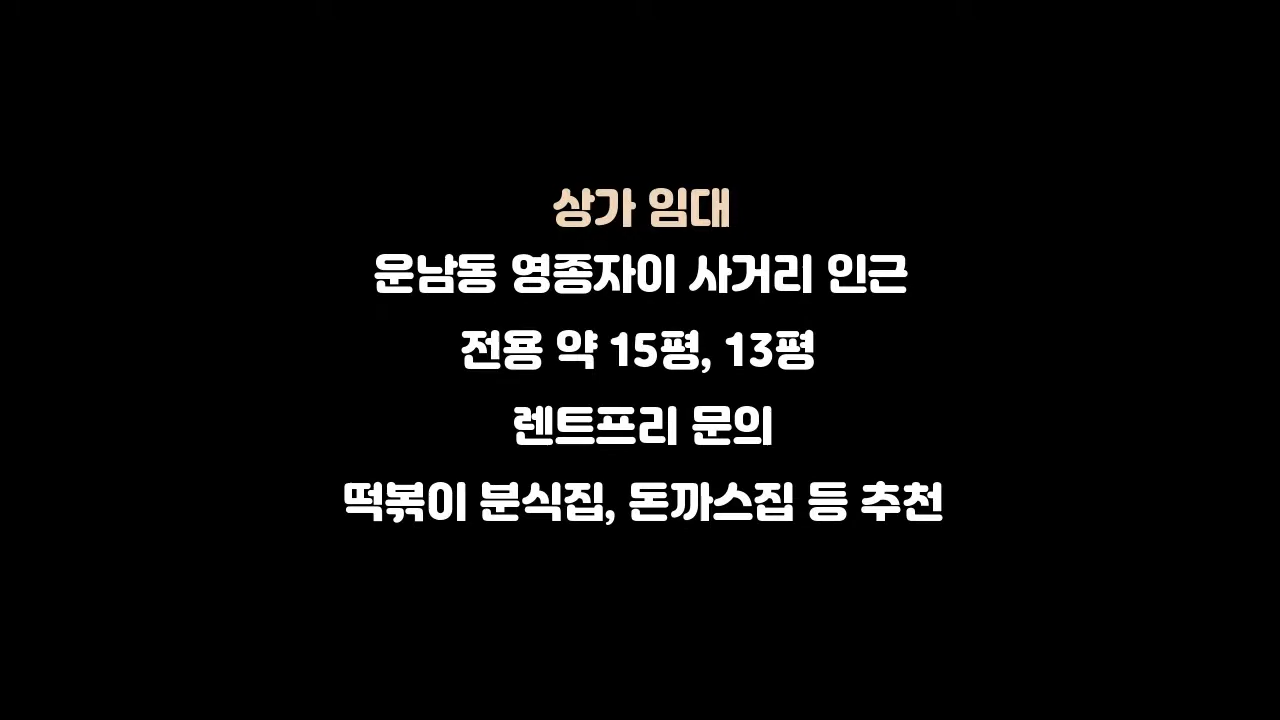 상가 임대
운남동 영종자이 사거리 인근
전용 약 15평, 13평
렌트프리 문의
떡볶이 분식집, 돈까스집 등 추천